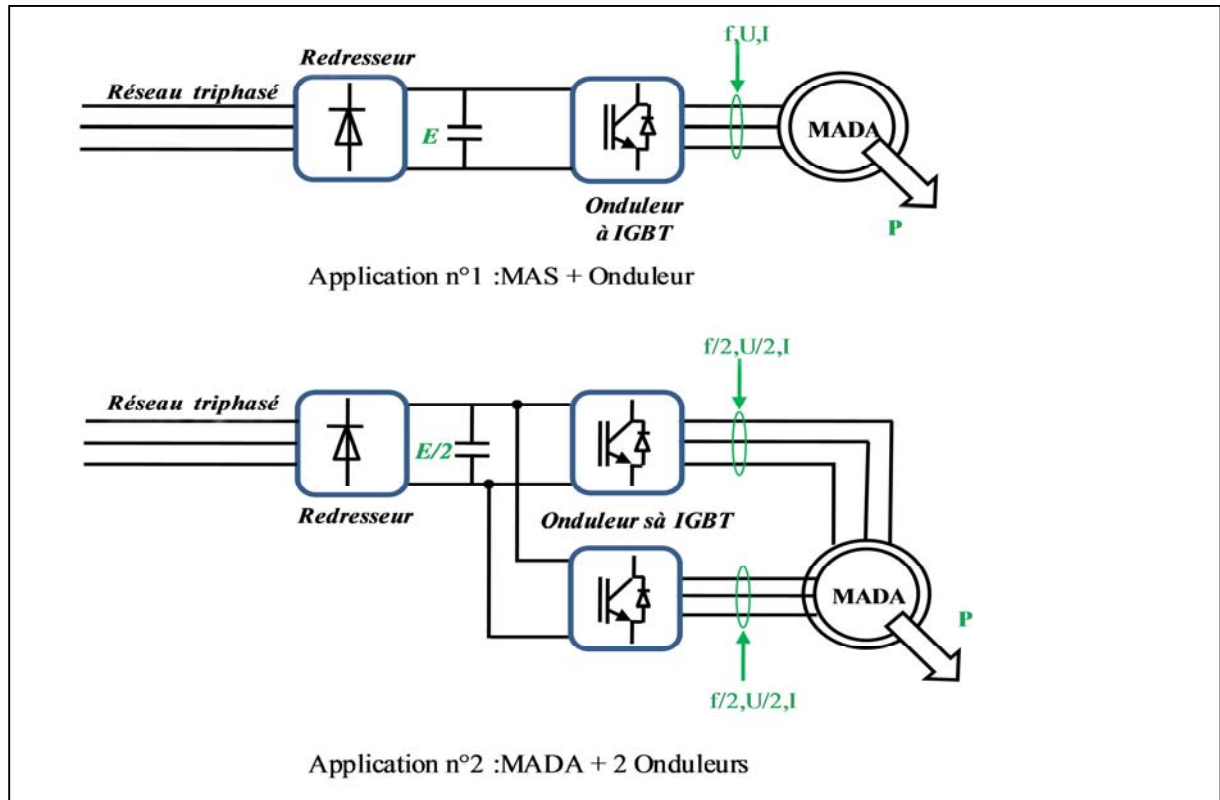 f,U,I
Redresseur
Réseau triphasé
E
MADA
Onduleur
à IGBT
P
Application n°1 :MAS + Onduleur
f/2,U/2,I
Réseau triphasé
E/2
Redresseur
Onduleur sà IGBT
MADA
P
f/2,U/2,I
Application n°2 :MADA + 2 Onduleurs